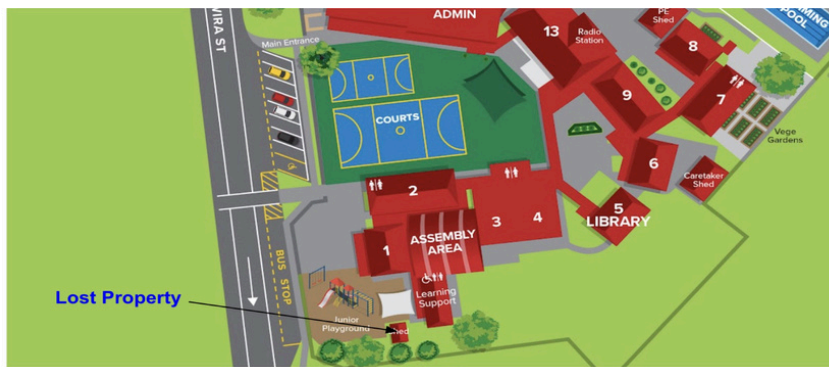 ADMIN
PE
Shed
POOL
13
Radio
Station
8
Main Entrance
9
7
COURTS
Vege
Gardens
6
Caretaker
Shed
2
5
LIBRARY
3
4
ASSEMBLY
AREA
1
BUS STOP
Learning
Support
Lost Property
Junior
Playground